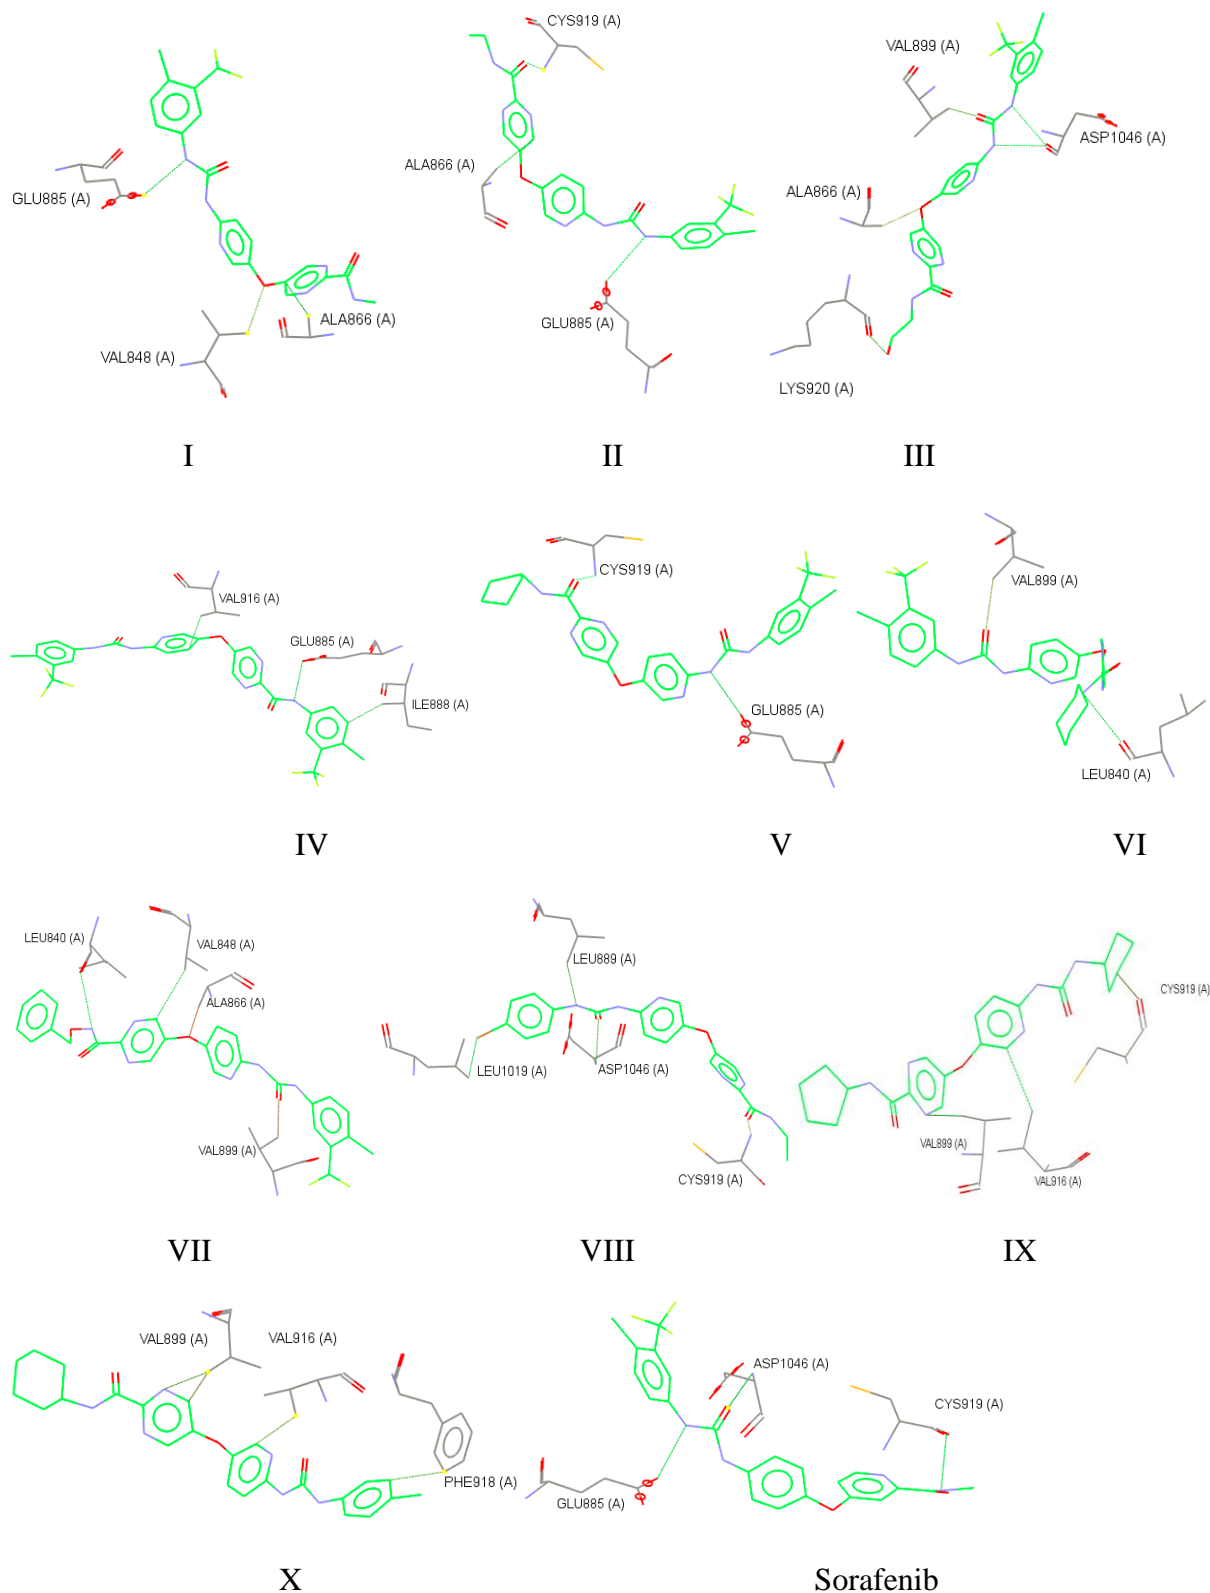 GLU885 (A)
VAL848 (A)
ALA866 (A)
I
CYS919 (A)
ALA866 (A)
GLU885 (A)
II
VAL899 (A)
ASP1046 (A)
ALA866 (A)
LYS920 (A)
III
VAL916 (A)
GLU885 (A)
ILE888 (A)
IV
CYS919 (A)
GLU885 (A)
V
VAL899 (A)
LEU840 (A)
VI
LEU840 (A)
VAL848 (A)
ALA866 (A)
VAL899 (A)
VII
LEU889 (A)
LEU1019 (A)
ASP1046 (A)
CYS919 (A)
VIII
CYS919 (A)
VAL899 (A)
VAL916 (A)
IX
VAL899 (A)
VAL916 (A)
PHE918 (A)
X
ASP1046 (A)
CYS919 (A)
GLU885 (A)
Sorafenib